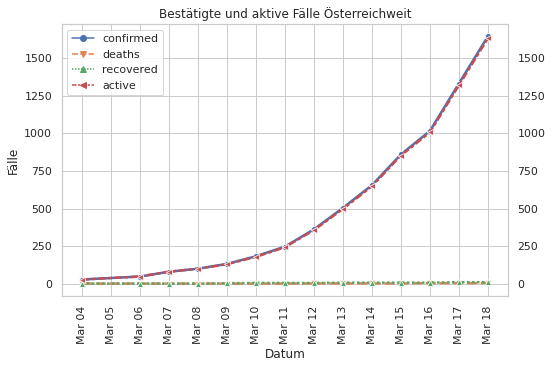 Bestätigte und aktive Fälle Österreichweit
confirmed
deaths
recovered
active
Fälle
1500
1250
1000
750
500
250
0
1500
1250
1000
750
500
250
0
Mar 04
Mar 05
Mar 06
Mar 07
Mar 08
Mar 09
Mar 10
Mar 11
Mar 12
Mar 13
Mar 14
Mar 15
Mar 16
Mar 17
Mar 18
Datum